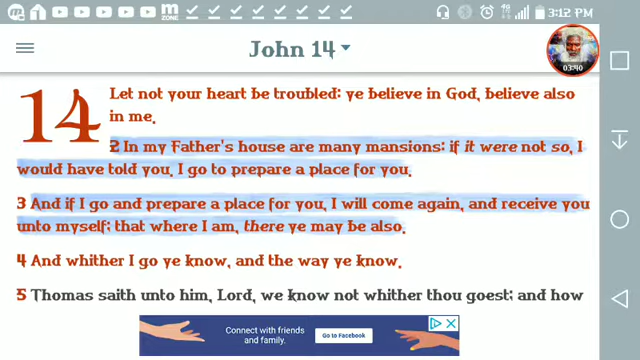 M ZONE 4G 3:12 PM
John 14
03:40
14 Let not your heart be troubled: ye believe in God, believe also
in me.
2 In my Father's house are many mansions: if it were not so, I
would have told you. I go to prepare a place for you.
3 And if I go and prepare a place for you, I will come again, and receive you
unto myself; that where I am, there ye may be also.
4 And whither I go ye know, and the way ye know.
5 Thomas saith unto him, Lord, we know not whither thou goest; and how
Connect with friends and family.
Go to Facebook